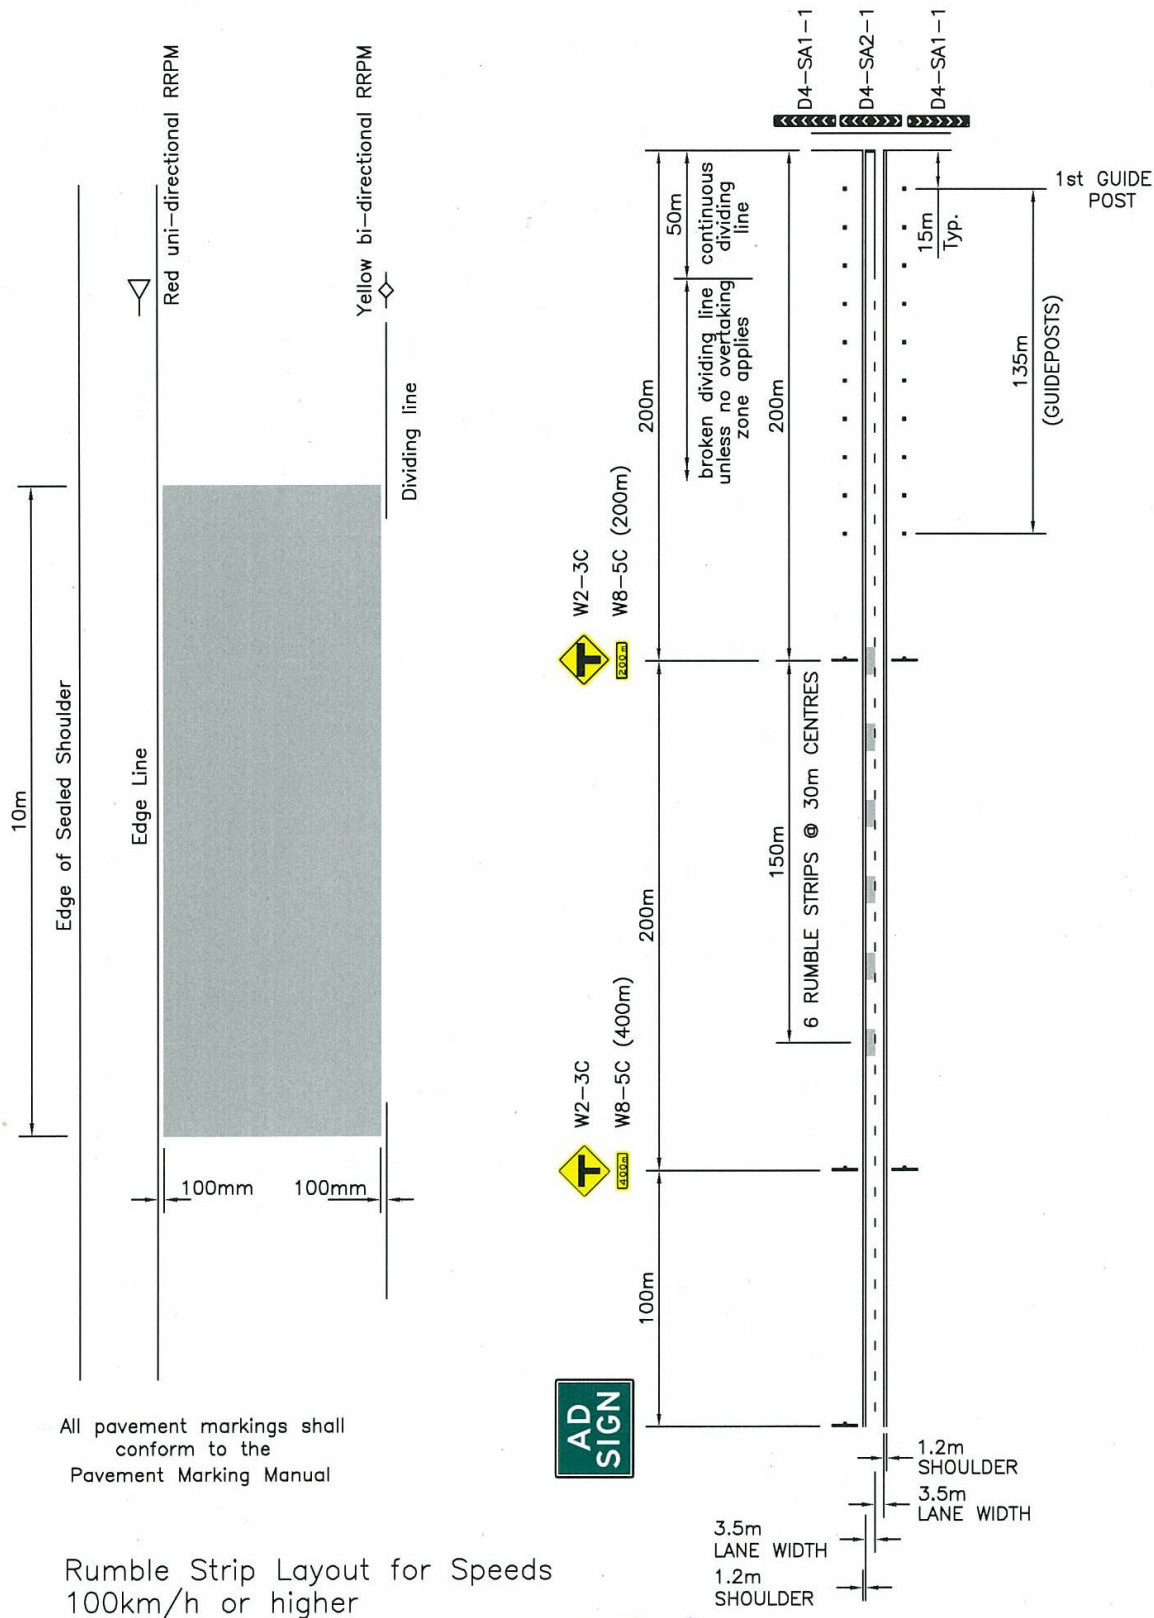 D4-SA1-1
D4-SA2-1
D4-SA1-1
Red uni-directional RRPM
Yellow bi-directional RRPM
Edge of Sealed Shoulder
Edge Line
Dividing line
10m
100mm
100mm
All pavement markings shall
conform to the
Pavement Marking Manual
Rumble Strip Layout for Speeds
100km/h or higher
1st GUIDE
POST
15m
Typ.
135m
(GUIDEPOSTS)
50m
continuous
dividing
line
broken dividing line
unless no overtaking
zone applies
200m
200m
W2-3C
W8-5C (200m)
T
200m
6 RUMBLE STRIPS @ 30m CENTRES
150m
200m
W2-3C
W8-5C (400m)
T
400m
100m
AD
SIGN
1.2m
SHOULDER
3.5m
LANE WIDTH
3.5m
LANE WIDTH
1.2m
SHOULDER